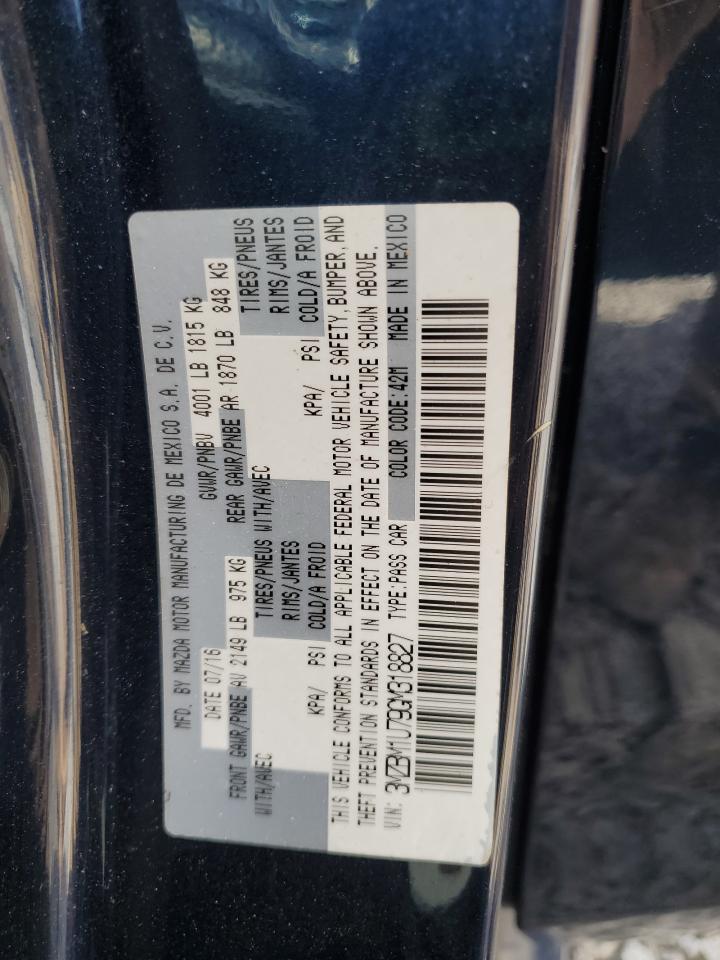 MFD. BY MAZDA MOTOR MANUFACTURING DE MEXICO S.A. DE C.V.
DATE 07/16 GVWR/PNBV 4001 LB 1815 KG
FRONT GAWR/PNBE AV 2149 LB 975 KG REAR GAWR/PNBE AR 1870 LB 848 KG
WITH/AVEC TIRES/PNEUS WITH/AVEC TIRES/PNEUS
RIMS/JANTES RIMS/JANTES
KPA/ PSI COLD/A FROID KPA/ PSI COLD/A FROID
THIS VEHICLE CONFORMS TO ALL APPLICABLE FEDERAL MOTOR VEHICLE SAFETY, BUMPER, AND
THEFT PREVENTION STANDARDS IN EFFECT ON THE DATE OF MANUFACTURE SHOWN ABOVE.
VIN: 3MZBM1U79GM318827 TYPE:PASS CAR COLOR CODE:42M MADE IN MEXICO